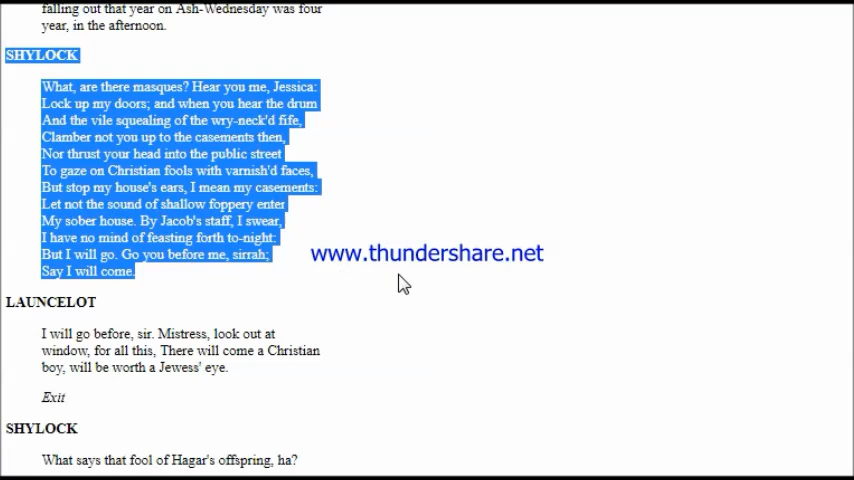 falling out that year on Ash-Wednesday was four
year, in the afternoon.
SHYLOCK
What, are there masques? Hear you me, Jessica:
Lock up my doors; and when you hear the drum
And the vile squealing of the wry-neck'd fife,
Clamber not you up to the casements then,
Nor thrust your head into the public street
To gaze on Christian fools with varnish'd faces,
But stop my house's ears, I mean my casements:
Let not the sound of shallow foppery enter
My sober house. By Jacob's staff, I swear,
I have no mind of feasting forth to-night:
But I will go. Go you before me, sirrah;
Say I will come.
www.thundershare.net
LAUNCELOT
I will go before, sir. Mistress, look out at
window, for all this, There will come a Christian
boy, will be worth a Jewess' eye.
Exit
SHYLOCK
What says that fool of Hagar's offspring, ha?